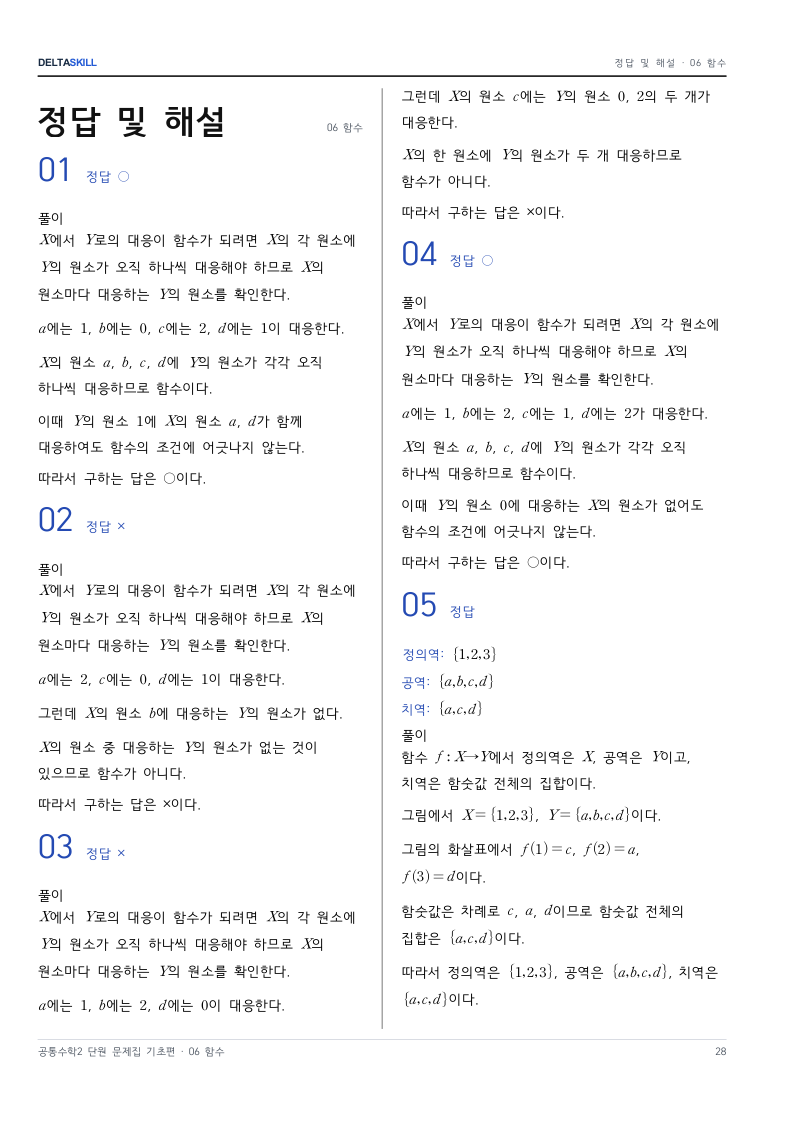 DELTASKILL
정답 및 해설 · 06 함수
정답 및 해설
06 함수
01 정답 ○
풀이
X에서 Y로의 대응이 함수가 되려면 X의 각 원소에
Y의 원소가 오직 하나씩 대응해야 하므로 X의
원소마다 대응하는 Y의 원소를 확인한다.
a에는 1, b에는 0, c에는 2, d에는 1이 대응한다.
X의 원소 a, b, c, d에 Y의 원소가 각각 오직
하나씩 대응하므로 함수이다.
이때 Y의 원소 1에 X의 원소 a, d가 함께
대응하여도 함수의 조건에 어긋나지 않는다.
따라서 구하는 답은 ○이다.
02 정답 ×
풀이
X에서 Y로의 대응이 함수가 되려면 X의 각 원소에
Y의 원소가 오직 하나씩 대응해야 하므로 X의
원소마다 대응하는 Y의 원소를 확인한다.
a에는 2, c에는 0, d에는 1이 대응한다.
그런데 X의 원소 b에 대응하는 Y의 원소가 없다.
X의 원소 중 대응하는 Y의 원소가 없는 것이
있으므로 함수가 아니다.
따라서 구하는 답은 ×이다.
03 정답 ×
풀이
X에서 Y로의 대응이 함수가 되려면 X의 각 원소에
Y의 원소가 오직 하나씩 대응해야 하므로 X의
원소마다 대응하는 Y의 원소를 확인한다.
a에는 1, b에는 2, d에는 0이 대응한다.
그런데 X의 원소 c에는 Y의 원소 0, 2의 두 개가
대응한다.
X의 한 원소에 Y의 원소가 두 개 대응하므로
함수가 아니다.
따라서 구하는 답은 ×이다.
04 정답 ○
풀이
X에서 Y로의 대응이 함수가 되려면 X의 각 원소에
Y의 원소가 오직 하나씩 대응해야 하므로 X의
원소마다 대응하는 Y의 원소를 확인한다.
a에는 1, b에는 2, c에는 1, d에는 2가 대응한다.
X의 원소 a, b, c, d에 Y의 원소가 각각 오직
하나씩 대응하므로 함수이다.
이때 Y의 원소 0에 대응하는 X의 원소가 없어도
함수의 조건에 어긋나지 않는다.
따라서 구하는 답은 ○이다.
05 정답
정의역: {1,2,3}
공역: {a,b,c,d}
치역: {a,c,d}
풀이
함수 f : X→Y에서 정의역은 X, 공역은 Y이고,
치역은 함숫값 전체의 집합이다.
그림에서 X={1,2,3}, Y={a,b,c,d}이다.
그림의 화살표에서 f(1)=c, f(2)=a,
f(3)=d이다.
함숫값은 차례로 c, a, d이므로 함숫값 전체의
집합은 {a,c,d}이다.
따라서 정의역은 {1,2,3}, 공역은 {a,b,c,d}, 치역은
{a,c,d}이다.
공통수학2 단원 문제집 기초편 · 06 함수
28